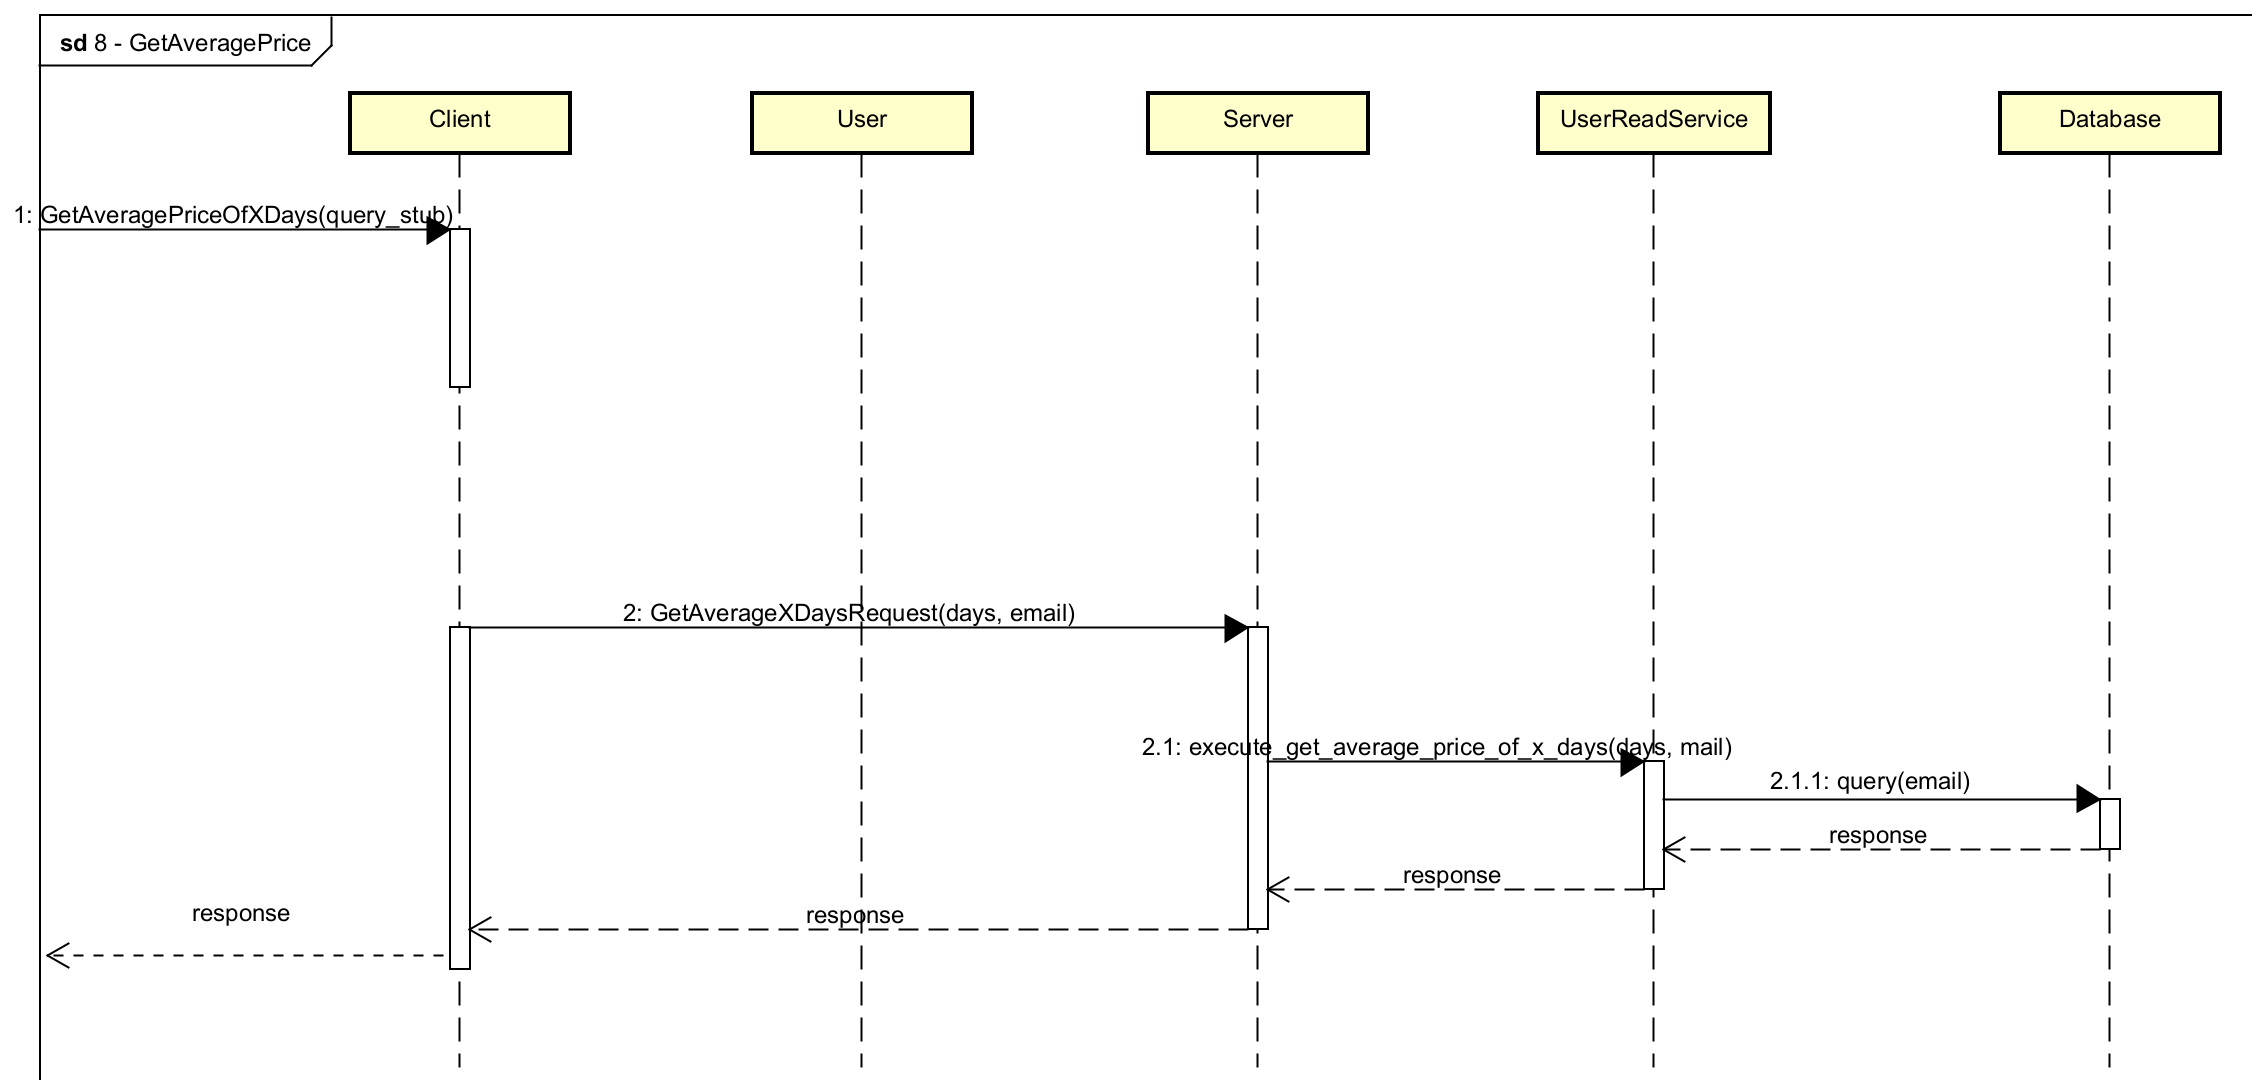 sd 8 - GetAveragePrice
Client
User
Server
UserReadService
Database
1: GetAveragePriceOfXDays(query_stub)
2: GetAverageXDaysRequest(days, email)
2.1: execute_get_average_price_of_x_days(days, mail)
2.1.1: query(email)
response
response
response
response